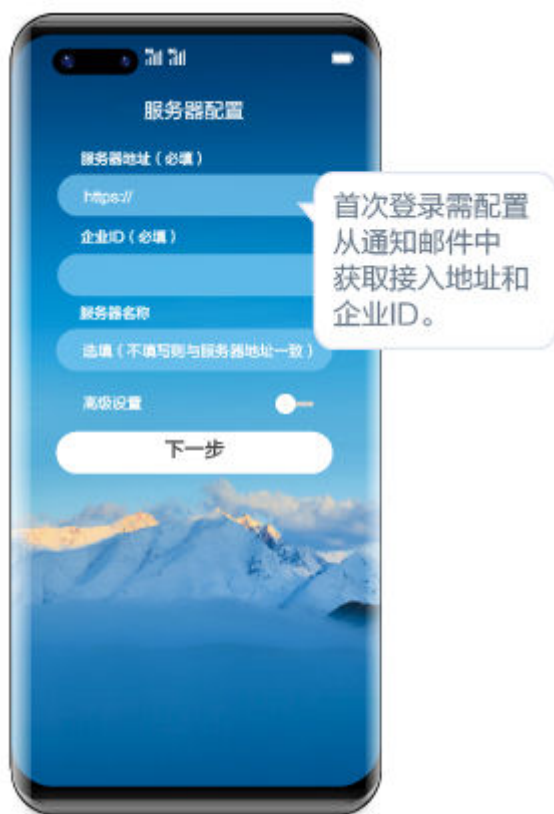 服务器配置
服务器地址（必填）
https://
企业ID（必填）
服务器名称
选填（不填写则与服务器地址一致）
高级设置
下一步
首次登录需配置
从通知邮件中
获取接入地址和
企业ID。